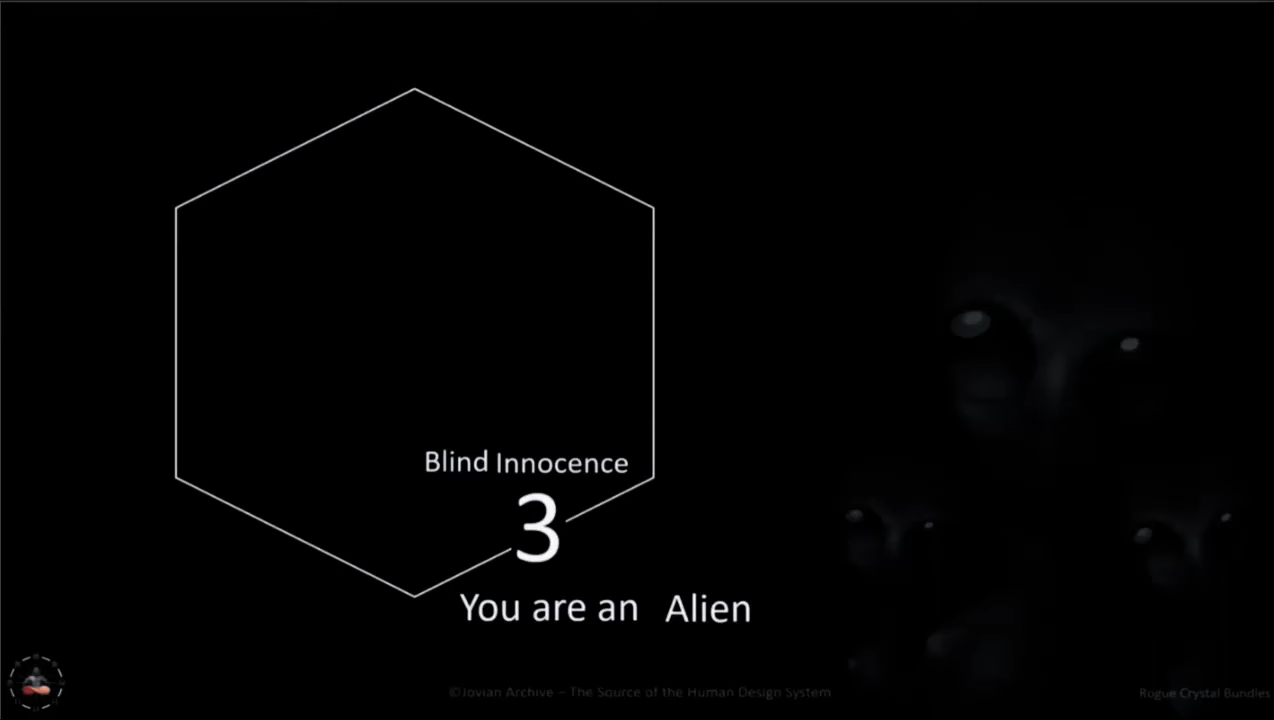 Blind Innocence
3
You are an Alien
©Jovian Archive – The Source of the Human Design System
Rogue Crystal Bundles